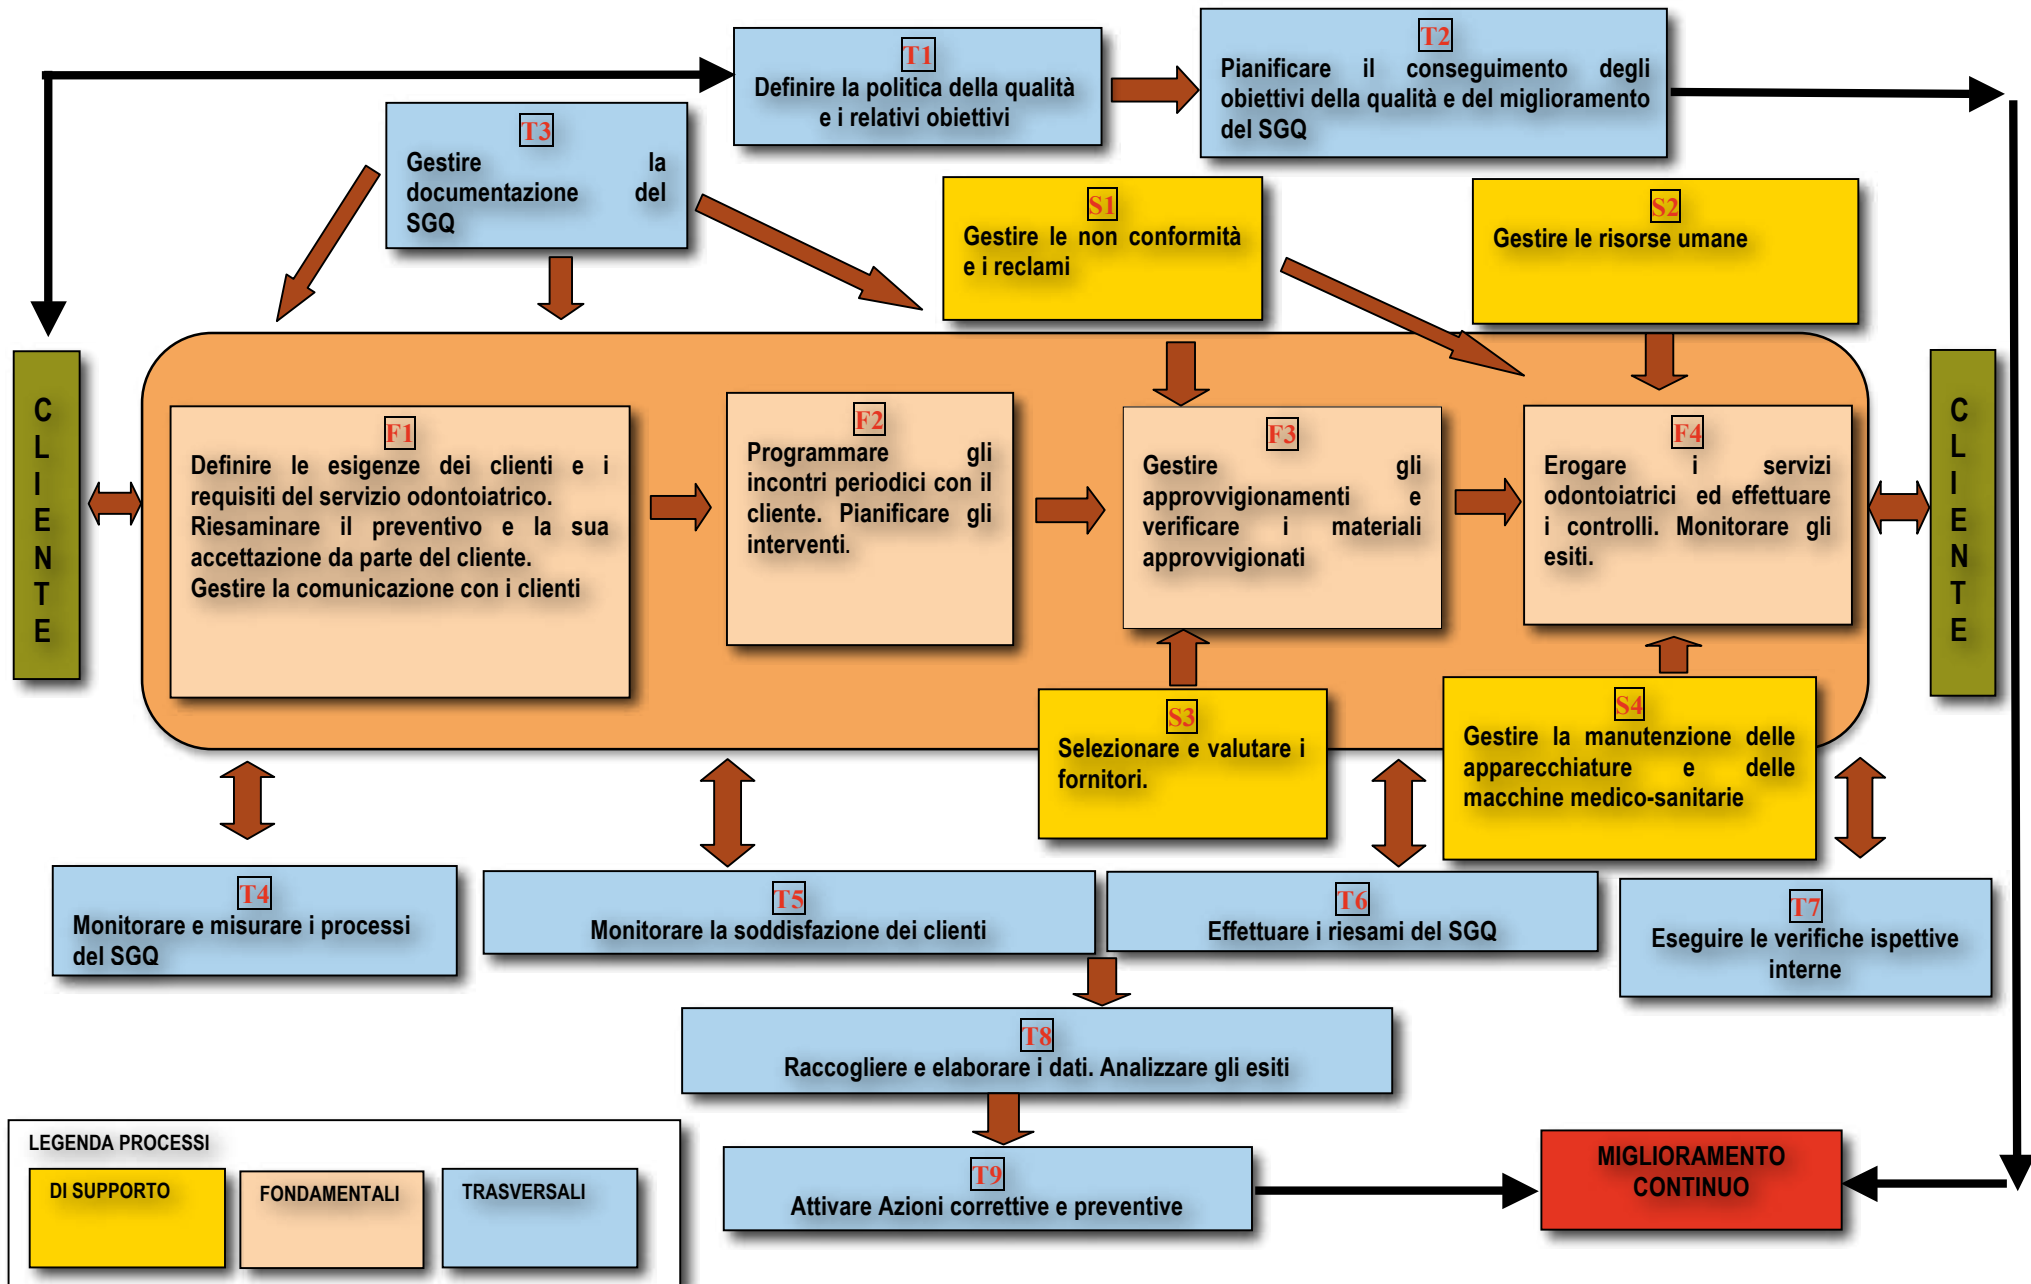 T1
Definire la politica della qualità
e i relativi obiettivi
T2
Pianificare il conseguimento degli
obiettivi della qualità e del miglioramento
del SGQ
T3
Gestire la
documentazione del
SGQ
S1
Gestire le non conformità
e i reclami
S2
Gestire le risorse umane
C
L
I
E
N
T
E
F1
Definire le esigenze dei clienti e i
requisiti del servizio odontoiatrico.
Riesaminare il preventivo e la sua
accettazione da parte del cliente.
Gestire la comunicazione con i clienti
F2
Programmare gli
incontri periodici con il
cliente. Pianificare gli
interventi.
F3
Gestire gli
approvvigionamenti e
verificare i materiali
approvvigionati
F4
Erogare i servizi
odontoiatrici ed effettuare
i controlli. Monitorare gli
esiti.
C
L
I
E
N
T
E
S3
Selezionare e valutare i
fornitori.
S4
Gestire la manutenzione delle
apparecchiature e delle
macchine medico-sanitarie
T4
Monitorare e misurare i processi
del SGQ
T5
Monitorare la soddisfazione dei clienti
T6
Effettuare i riesami del SGQ
T7
Eseguire le verifiche ispettive
interne
T8
Raccogliere e elaborare i dati. Analizzare gli esiti
T9
Attivare Azioni correttive e preventive
MIGLIORAMENTO
CONTINUO
LEGENDA PROCESSI
DI SUPPORTO
FONDAMENTALI
TRASVERSALI